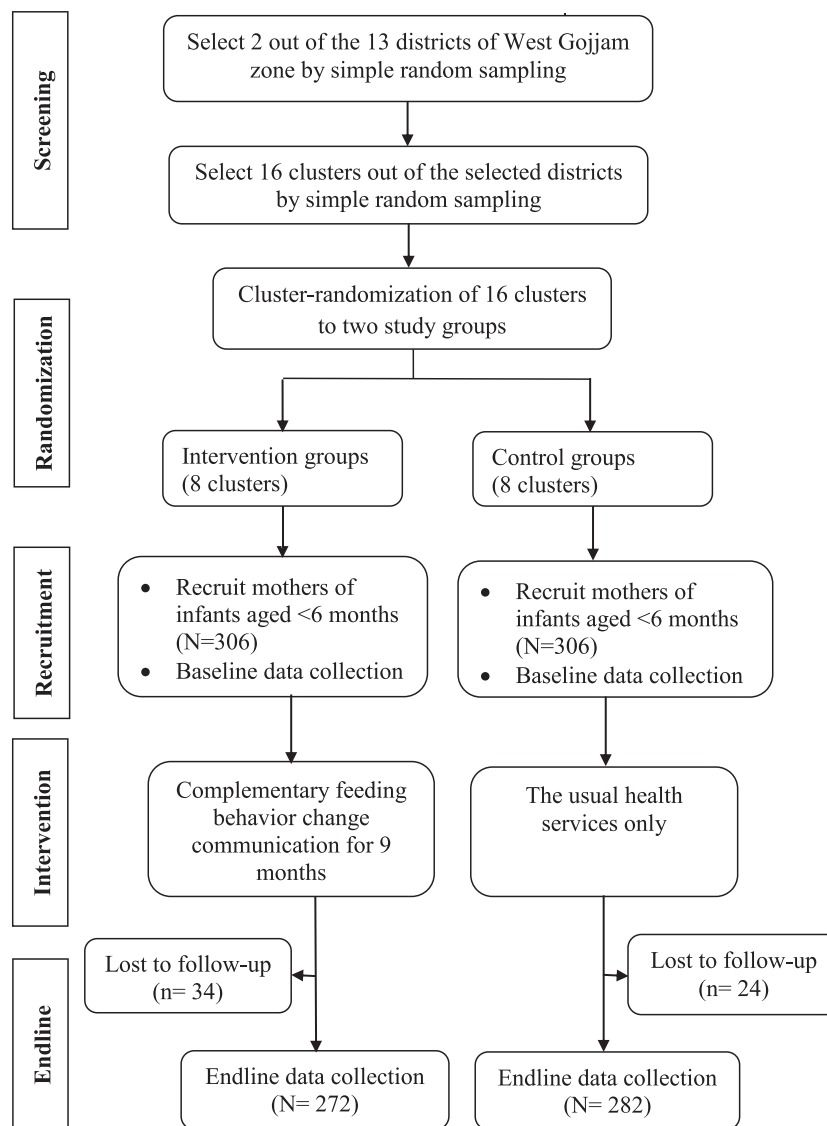 Screening
Select 2 out of the 13 districts of West Gojjam
zone by simple random sampling
Select 16 clusters out of the selected districts
by simple random sampling
Randomization
Cluster-randomization of 16 clusters
to two study groups
Intervention groups
(8 clusters)
Control groups
(8 clusters)
Recruitment
• Recruit mothers of
infants aged <6 months
(N=306)
• Baseline data collection
• Recruit mothers of
infants aged <6 months
(N=306)
• Baseline data collection
Intervention
Complementary feeding
behavior change
communication for 9
months
The usual health
services only
Endline
Lost to follow-up
(n= 34)
Lost to follow-up
(n= 24)
Endline data collection
(N= 272)
Endline data collection
(N= 282)